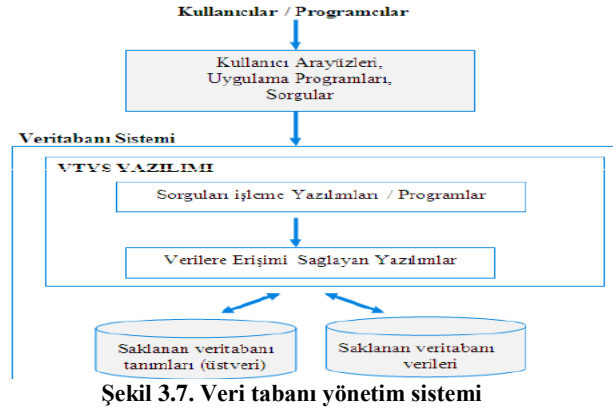 Kullanıcılar / Programcılar
Kullanıcı Arayüzleri,
Uygulama Programları,
Sorgular
Veritabanı Sistemi
VTYS YAZILIMI
Sorguları işleme Yazılımları / Programlar
Verilere Erişimi Sağlayan Yazılımlar
Saklanan veritabanı
tanımları (üstveri)
Saklanan veritabanı
verileri
Şekil 3.7. Veri tabanı yönetim sistemi